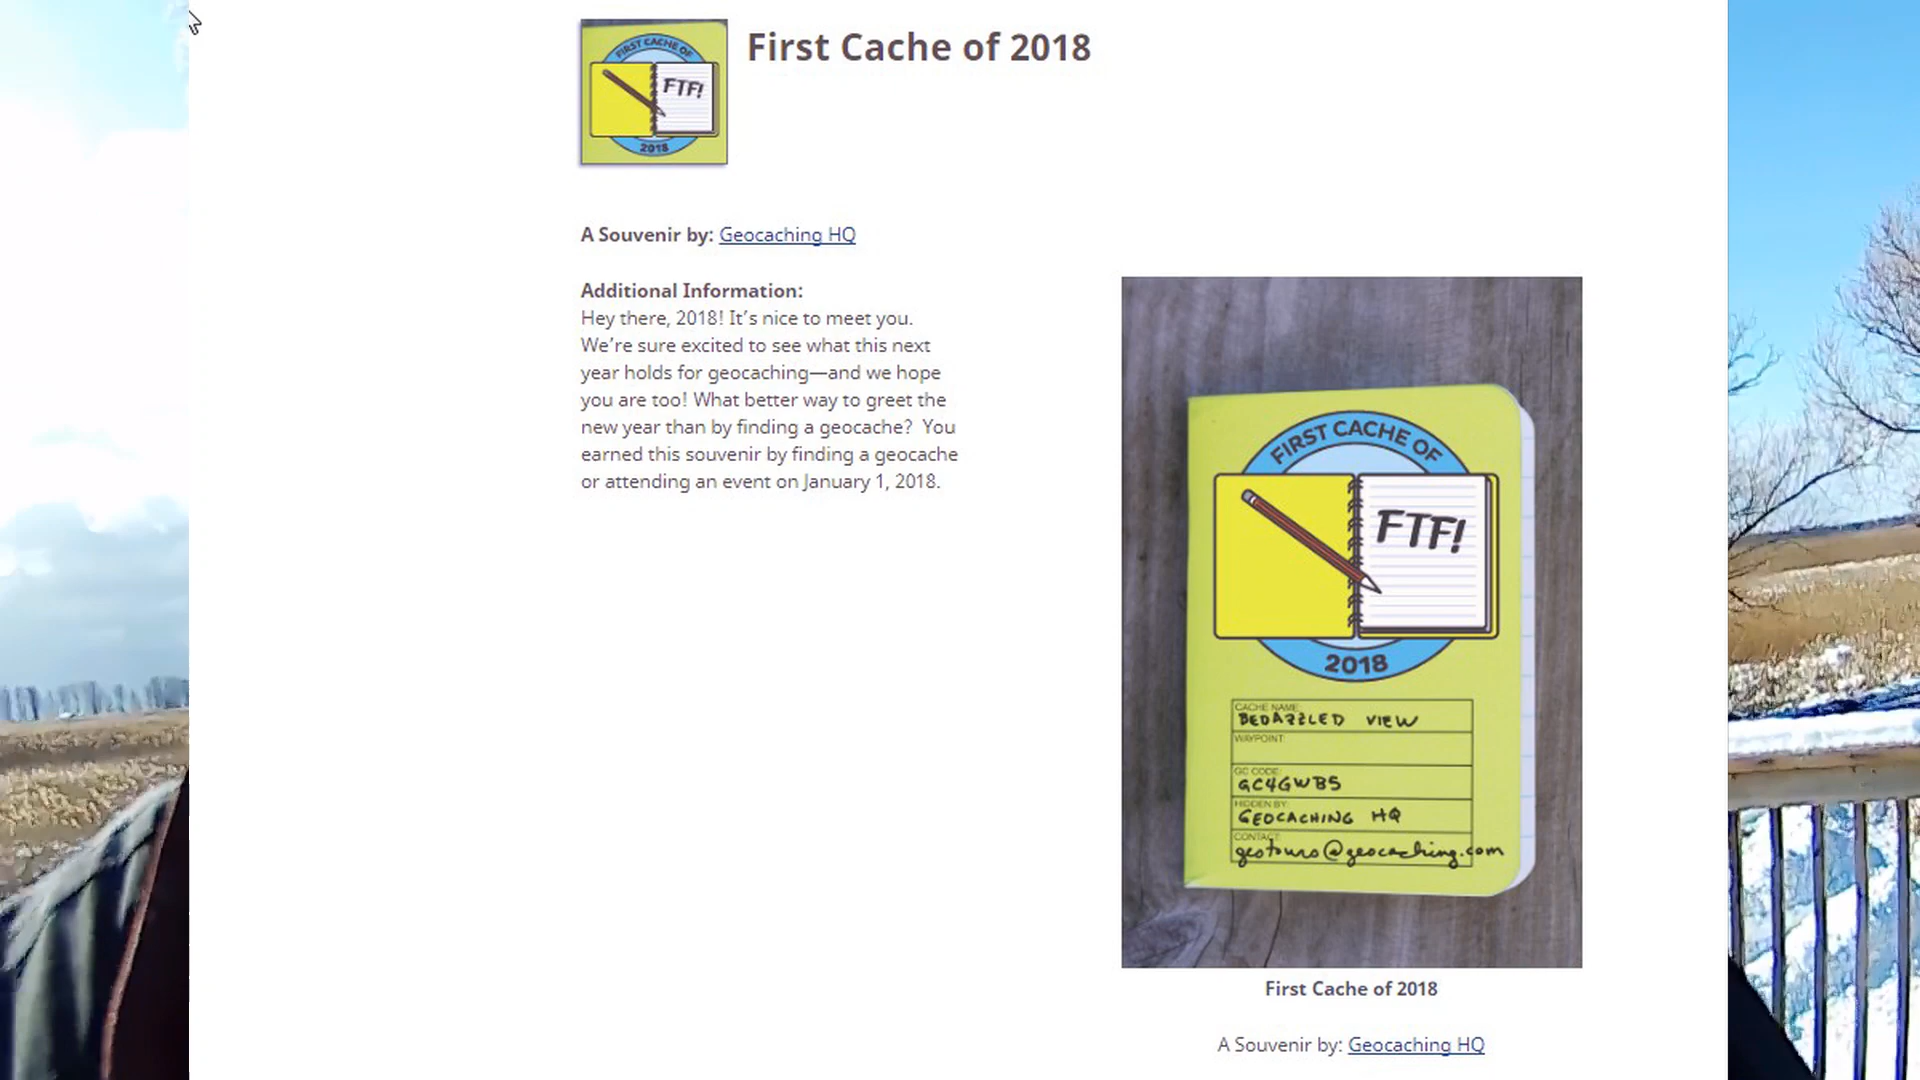 FIRST CACHE OF
FTF!
2018
First Cache of 2018
A Souvenir by: Geocaching HQ
Additional Information:
Hey there, 2018! It’s nice to meet you.
We’re sure excited to see what this next
year holds for geocaching—and we hope
you are too! What better way to greet the
new year than by finding a geocache?  You
earned this souvenir by finding a geocache
or attending an event on January 1, 2018.
FIRST CACHE OF
FTF!
2018
CACHE NAME:
BEDAZZLED VIEW
WAYPOINT:
GC CODE:
GC4GWB5
HIDDEN BY:
GEOCACHING HQ
CONTACT:
geotours@geocaching.com
First Cache of 2018
A Souvenir by: Geocaching HQ